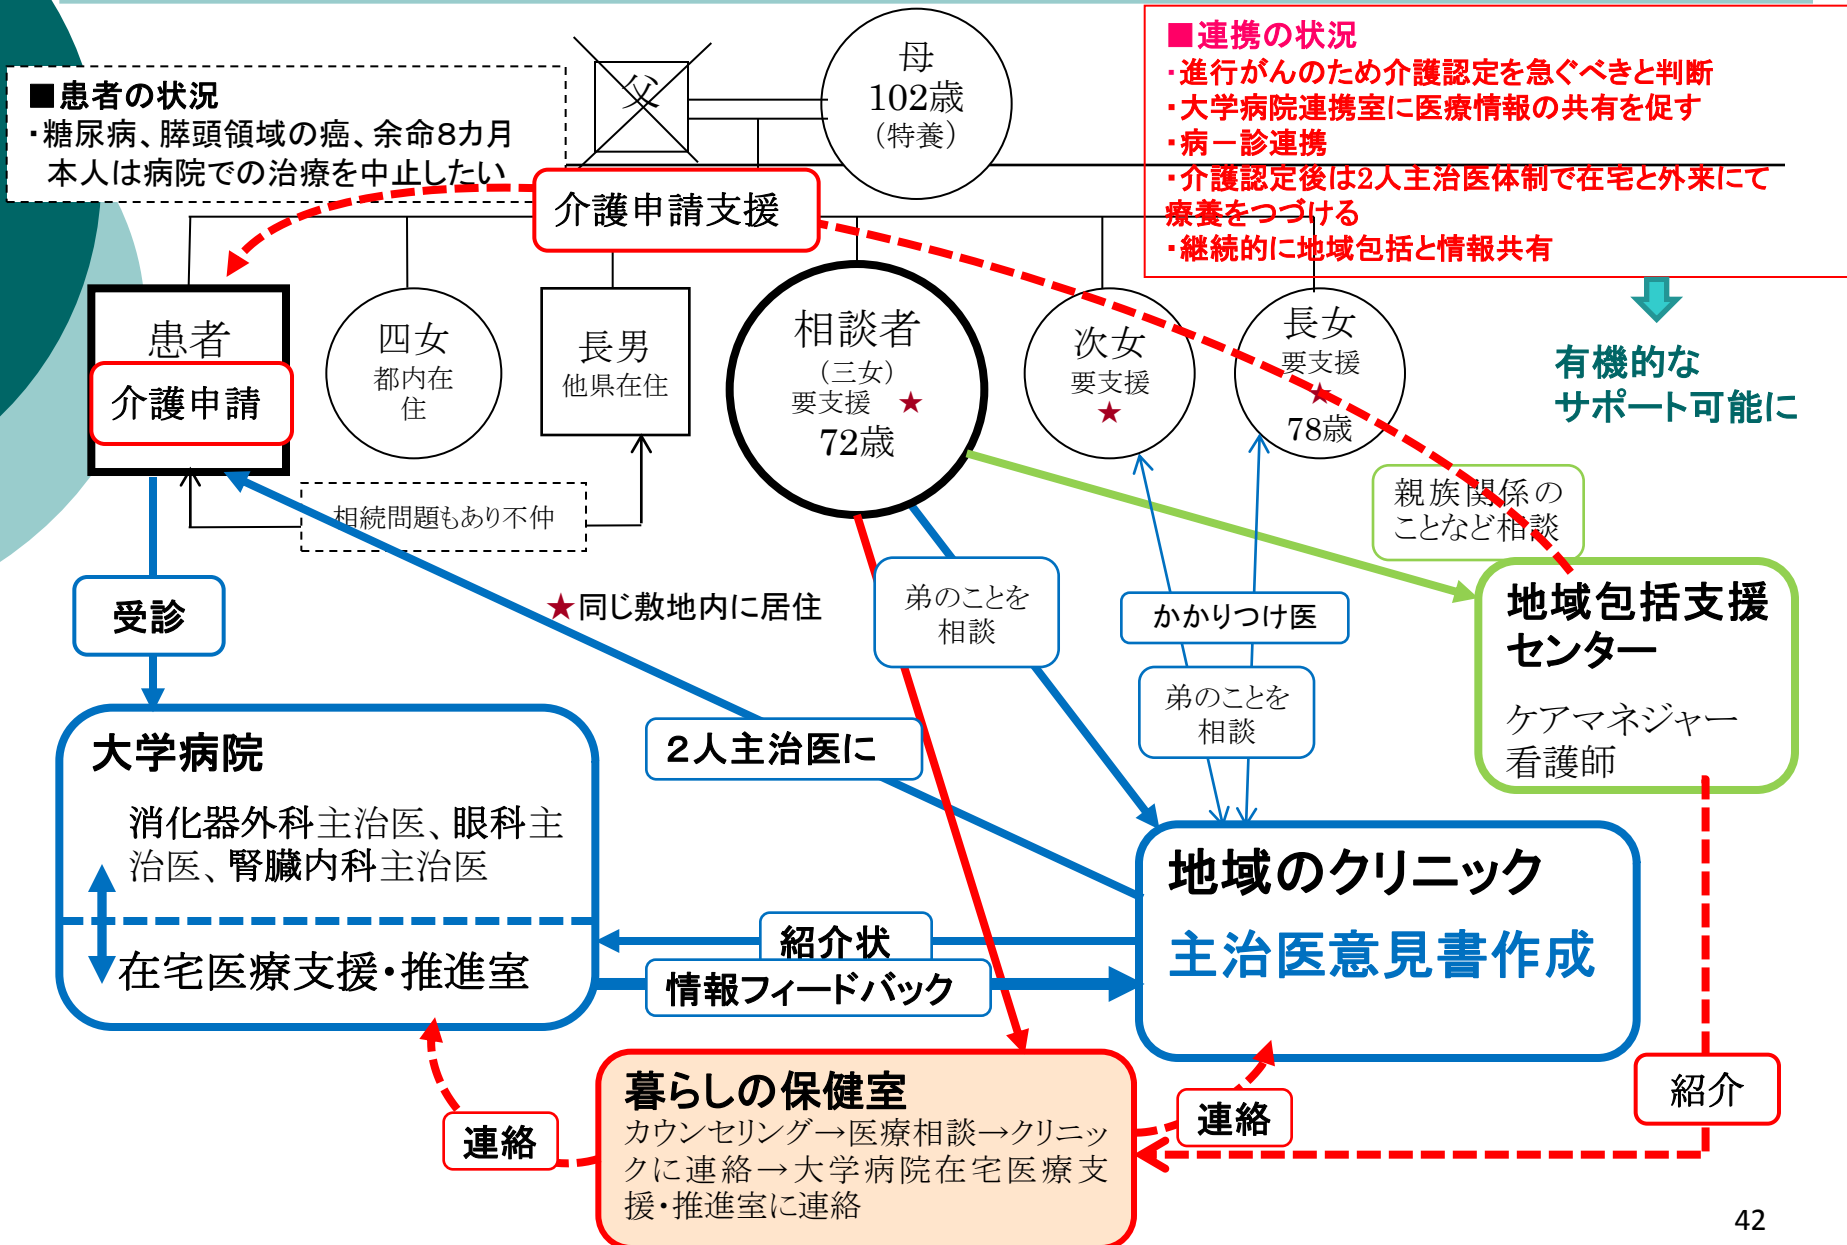 ■患者の状況
・糖尿病、膵頭領域の癌、余命8カ月
本人は病院での治療を中止したい
父
母
102歳
(特養)
■連携の状況
・進行がんのため介護認定を急ぐべきと判断
・大学病院連携室に医療情報の共有を促す
・病－診連携
・介護認定後は2人主治医体制で在宅と外来にて
療養をつづける
・継続的に地域包括と情報共有
有機的な
サポート可能に
介護申請支援
患者
介護申請
四女
都内在
住
長男
他県在住
相談者
(三女)
要支援 ★
72歳
次女
要支援
★
長女
要支援
★
78歳
相続問題もあり不仲
親族関係の
ことなど相談
受診
★同じ敷地内に居住
弟のことを
相談
かかりつけ医
弟のことを
相談
地域包括支援
センター
ケアマネジャー
看護師
2人主治医に
大学病院
消化器外科主治医、眼科主
治医、腎臓内科主治医
在宅医療支援・推進室
紹介状
情報フィードバック
地域のクリニック
主治医意見書作成
暮らしの保健室
カウンセリング→医療相談→クリニッ
クに連絡→大学病院在宅医療支
援・推進室に連絡
連絡
連絡
紹介
42